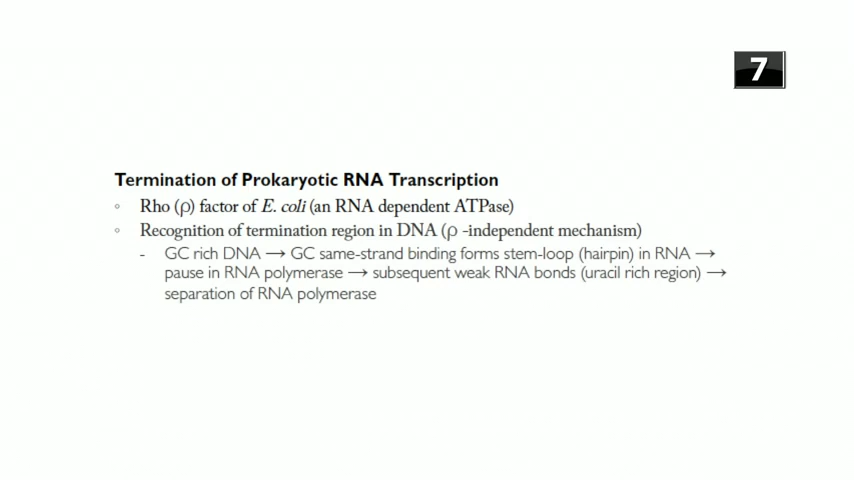 7
Termination of Prokaryotic RNA Transcription
◦ Rho (ρ) factor of E. coli (an RNA dependent ATPase)
◦ Recognition of termination region in DNA (ρ -independent mechanism)
- GC rich DNA → GC same-strand binding forms stem-loop (hairpin) in RNA →
pause in RNA polymerase → subsequent weak RNA bonds (uracil rich region) →
separation of RNA polymerase